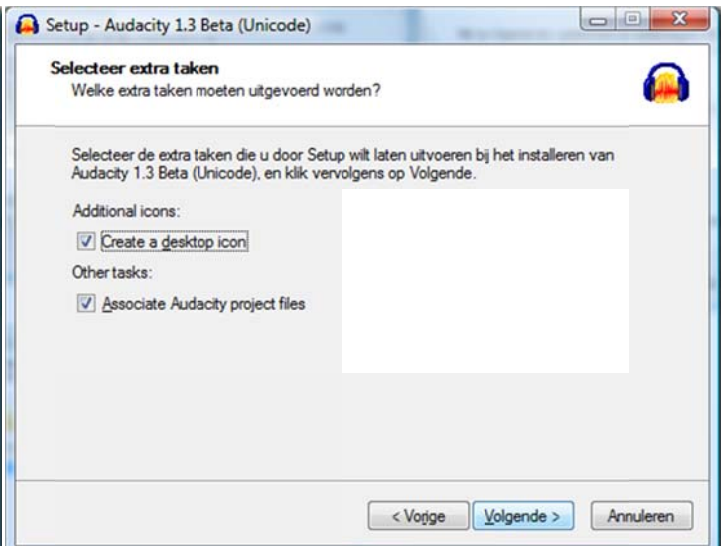 Setup - Audacity 1.3 Beta (Unicode)
Selecteer extra taken
Welke extra taken moeten uitgevoerd worden?
Selecteer de extra taken die u door Setup wilt laten uitvoeren bij het installeren van
Audacity 1.3 Beta (Unicode), en klik vervolgens op Volgende.
Additional icons:
Create a desktop icon
Other tasks:
Associate Audacity project files
< Vorige Volgende > Annuleren